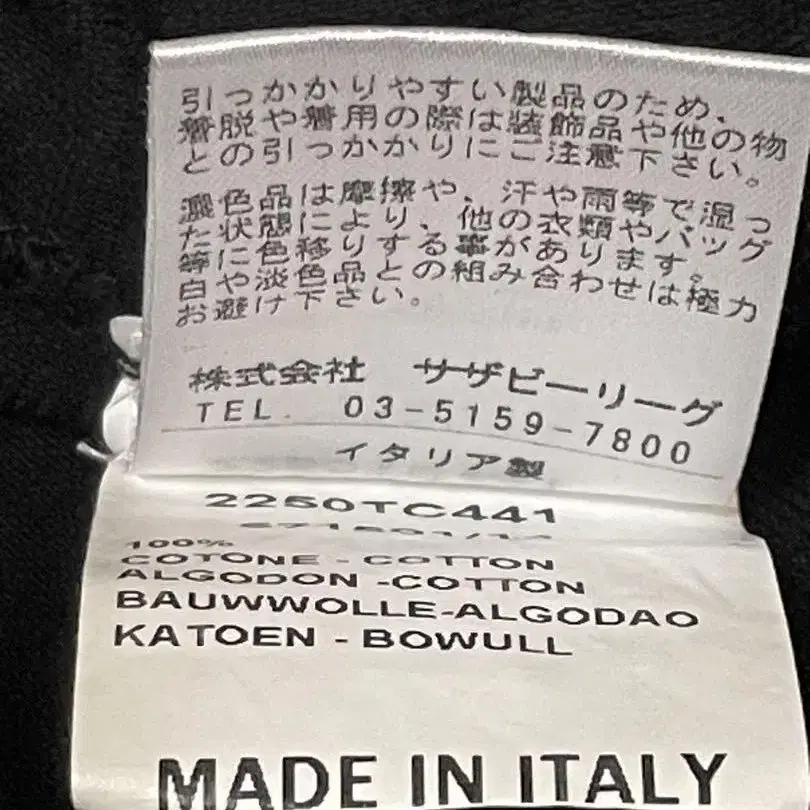 引っかかりやすい製品のため、
着脱や着用の際は装飾品や他の物
との引っかかりにご注意下さい。
濃色品は摩擦や、汗や雨等で湿っ
た状態により、他の衣類やバッグ
等に色移りする事があります。
白や淡色品との組み合わせは極力
お避け下さい。
株式会社 サザビーリーグ
TEL. 03-5159-7800
イタリア製
2250TC441
100%
COTONE - COTTON
ALGODON -COTTON
BAUWWOLLE-ALGODAO
KATOEN - BOWULL
MADE IN ITALY